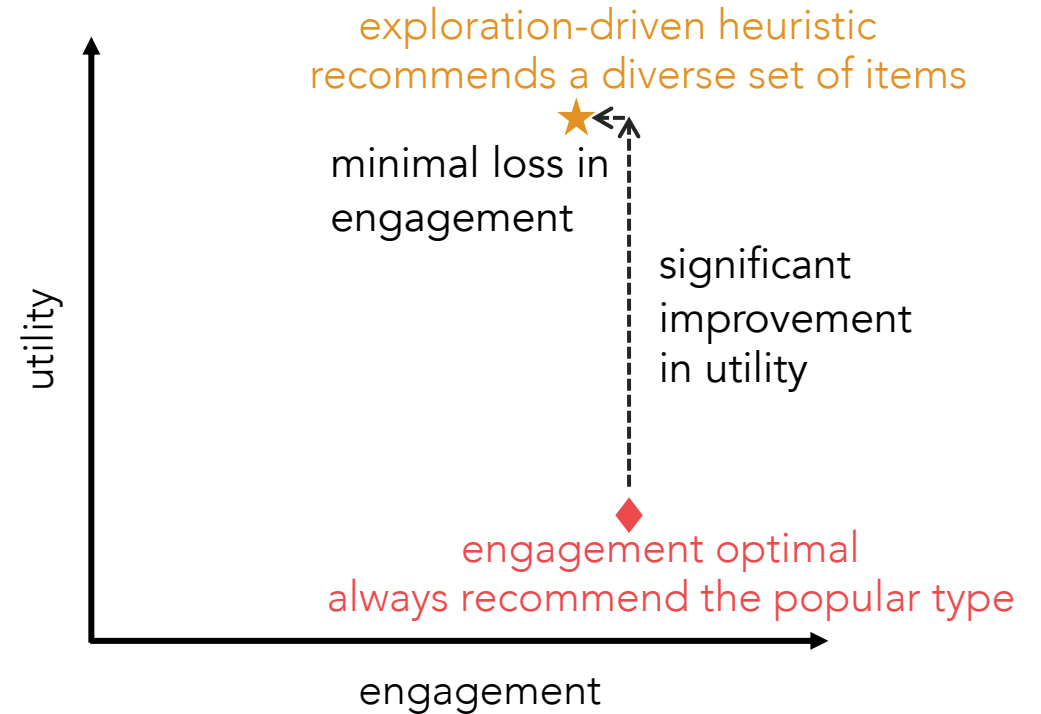 exploration-driven heuristic
recommends a diverse set of items
minimal loss in
engagement
significant
improvement
in utility
utility
engagement optimal
always recommend the popular type
engagement